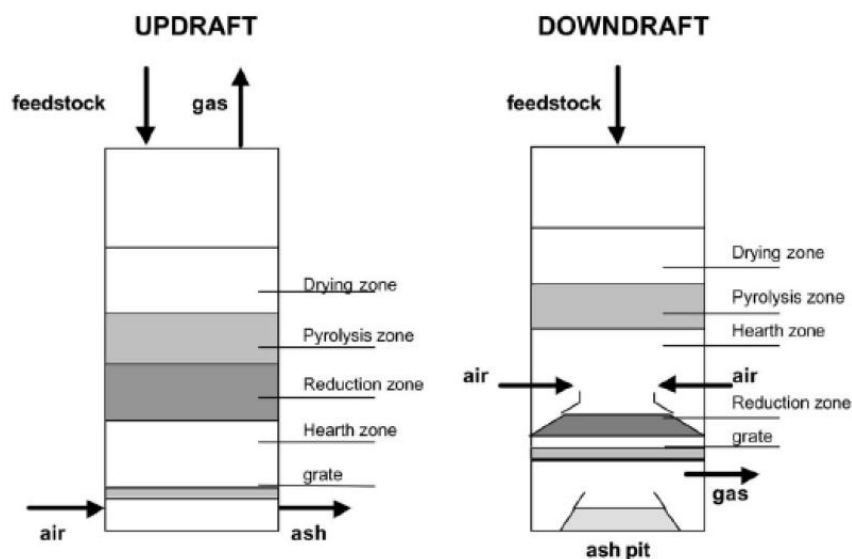 UPDRAFT
feedstock
gas
Drying zone
Pyrolysis zone
Reduction zone
Hearth zone
grate
air
ash
DOWNDRAFT
feedstock
Drying zone
Pyrolysis zone
Hearth zone
air
air
Reduction zone
grate
gas
ash pit